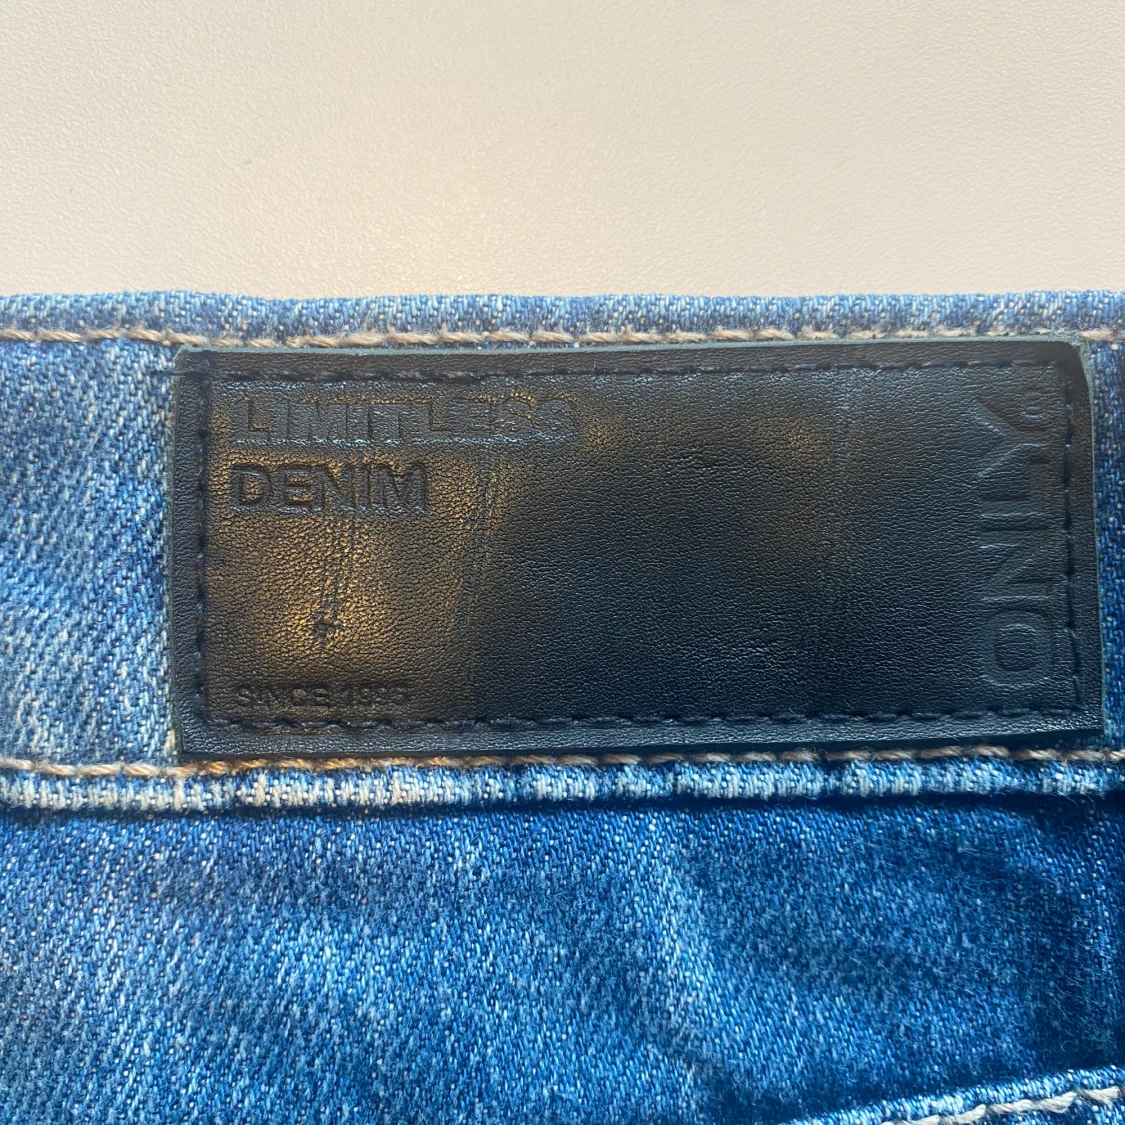 LIMITLESS
DENIM
SINCE 1995
ONLY®